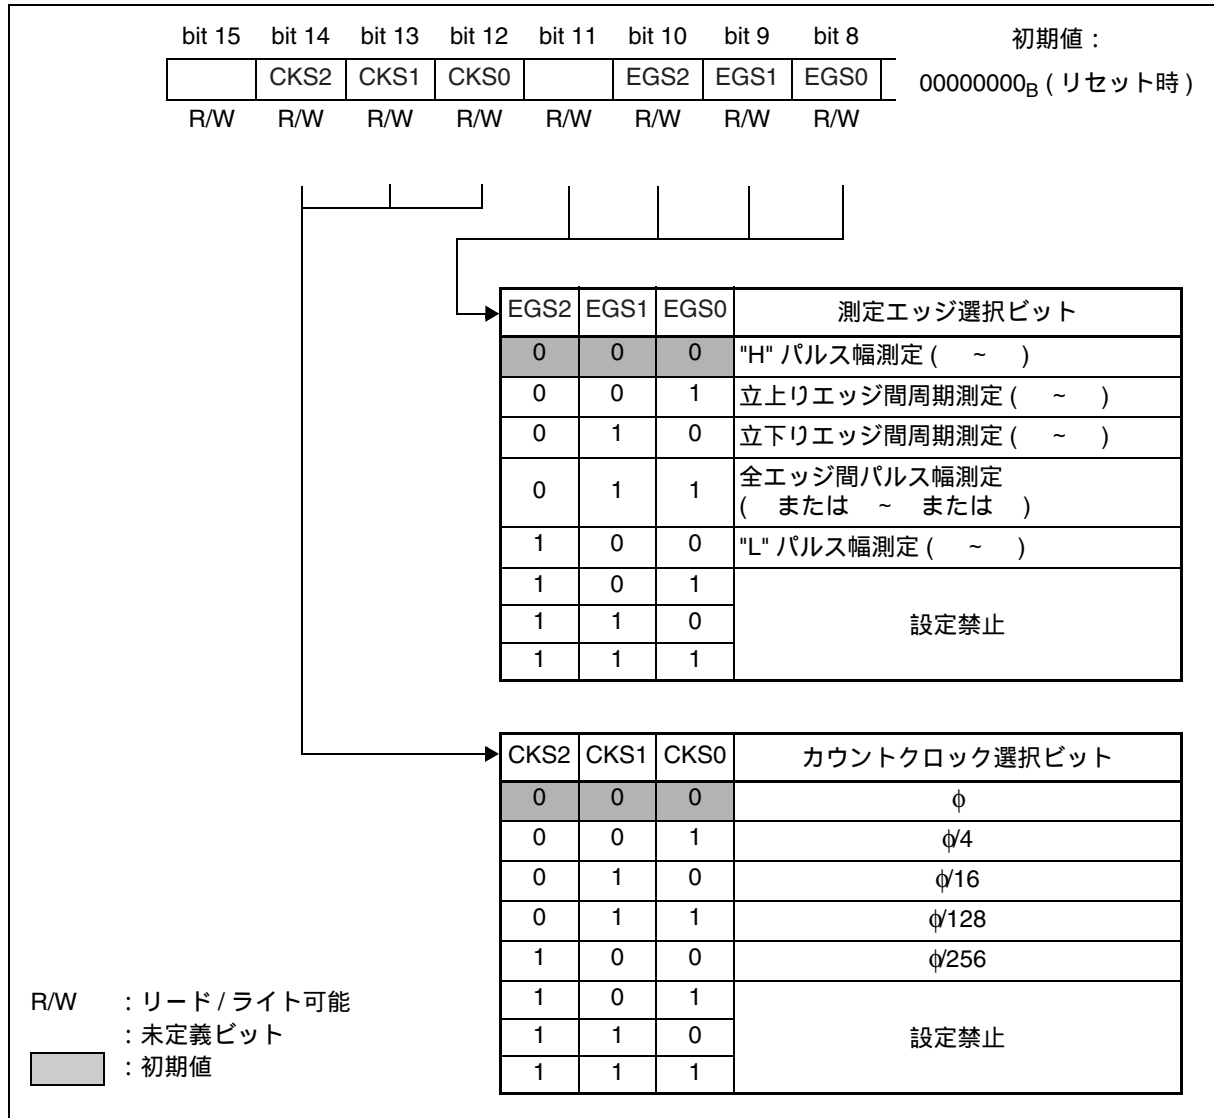 bit 15 bit 14 bit 13 bit 12 bit 11 bit 10 bit 9 bit 8 初期値：
CKS2 CKS1 CKS0 EGS2 EGS1 EGS0 00000000B ( リセット時 )
R/W R/W R/W R/W R/W R/W R/W R/W
EGS2 EGS1 EGS0 測定エッジ選択ビット
0 0 0 "H" パルス幅測定 ( ~ )
0 0 1 立上りエッジ間周期測定 ( ~ )
0 1 0 立下りエッジ間周期測定 ( ~ )
0 1 1 全エッジ間パルス幅測定
( または ~ または )
1 0 0 "L" パルス幅測定 ( ~ )
1 0 1
1 1 0 設定禁止
1 1 1
CKS2 CKS1 CKS0 カウントクロック選択ビット
0 0 0 ϕ
0 0 1 ϕ/4
0 1 0 ϕ/16
0 1 1 ϕ/128
1 0 0 ϕ/256
1 0 1
1 1 0 設定禁止
1 1 1
R/W ：リード / ライト可能
：未定義ビット
：初期値